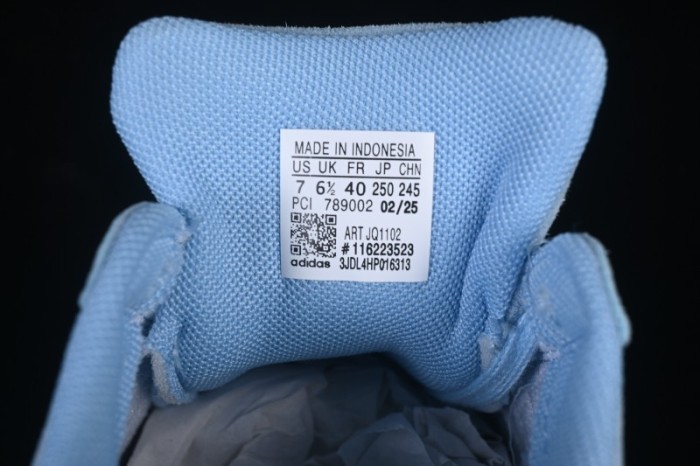 MADE IN INDONESIA
US UK FR JP CHN
7 6½ 40 250 245
PCI 789002 02/25
ART JQ1102
#116223523
adidas 3JDL4HP016313